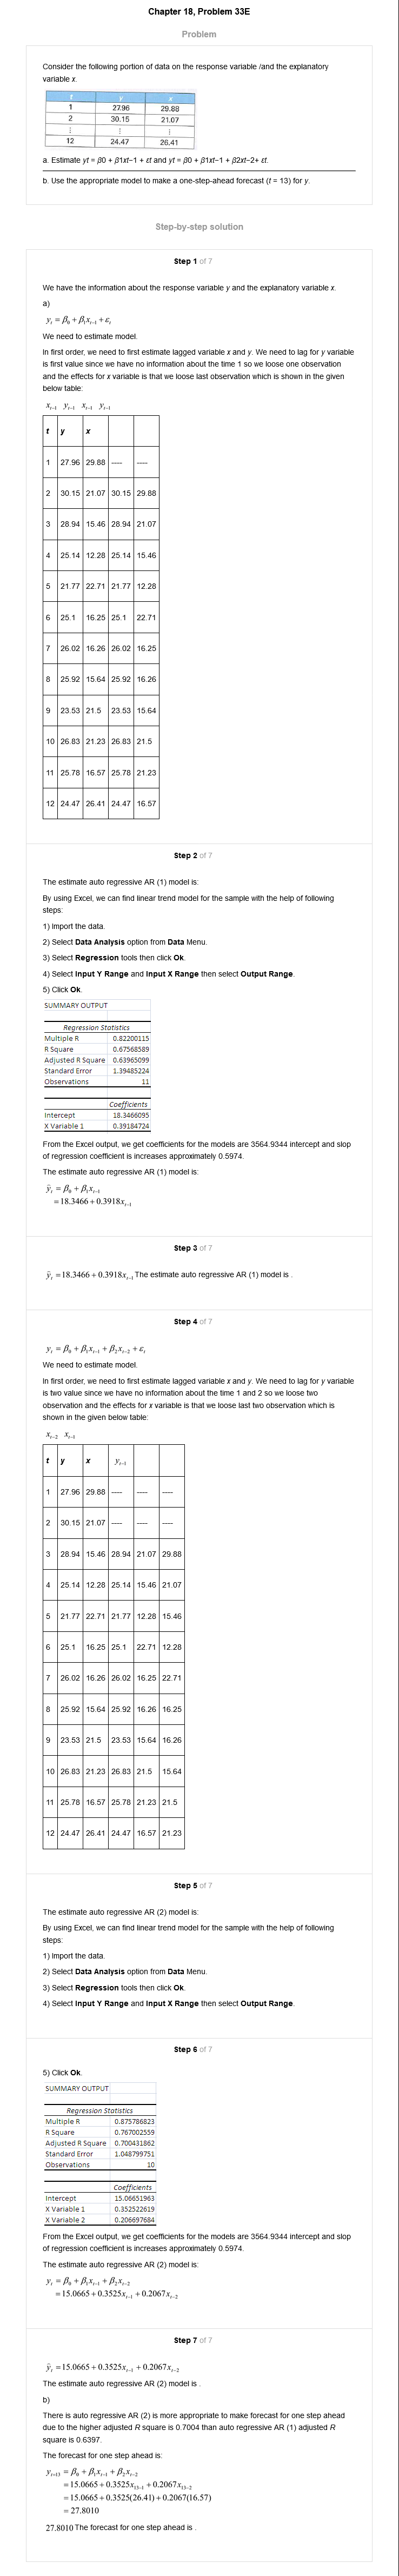 Chapter 18, Problem 33E
Problem
Consider the following portion of data on the response variable /and the explanatory
variable x.
t y x
1 27.96 29.88
2 30.15 21.07
⋮ ⋮ ⋮
12 24.47 26.41
a. Estimate yt = β0 + β1xt−1 + εt and yt = β0 + β1xt−1 + β2xt−2+ εt.
b. Use the appropriate model to make a one-step-ahead forecast (t = 13) for y.
Step-by-step solution
Step 1 of 7
We have the information about the response variable y and the explanatory variable x.
a)
y_t = β_0 + β_1x_{t−1} + ε_t
We need to estimate model.
In first order, we need to first estimate lagged variable x and y. We need to lag for y variable
is first value since we have no information about the time 1 so we loose one observation
and the effects for x variable is that we loose last observation which is shown in the given
below table:
x_{t−1} y_{t−1} x_{t−1} y_{t−1}
t y x
1 27.96 29.88 ---- ----
2 30.15 21.07 30.15 29.88
3 28.94 15.46 28.94 21.07
4 25.14 12.28 25.14 15.46
5 21.77 22.71 21.77 12.28
6 25.1 16.25 25.1 22.71
7 26.02 16.26 26.02 16.25
8 25.92 15.64 25.92 16.26
9 23.53 21.5 23.53 15.64
10 26.83 21.23 26.83 21.5
11 25.78 16.57 25.78 21.23
12 24.47 26.41 24.47 16.57
Step 2 of 7
The estimate auto regressive AR (1) model is:
By using Excel, we can find linear trend model for the sample with the help of following
steps:
1) Import the data.
2) Select Data Analysis option from Data Menu.
3) Select Regression tools then click Ok.
4) Select Input Y Range and Input X Range then select Output Range.
5) Click Ok.
SUMMARY OUTPUT
Regression Statistics
Multiple R 0.82200115
R Square 0.67568589
Adjusted R Square 0.63965099
Standard Error 1.39485224
Observations 11
Coefficients
Intercept 18.3466095
X Variable 1 0.39184724
From the Excel output, we get coefficients for the models are 3564.9344 intercept and slop
of regression coefficient is increases approximately 0.5974.
The estimate auto regressive AR (1) model is:
ŷ_t = β_0 + β_1x_{t−1}
= 18.3466 + 0.3918x_{t−1}
Step 3 of 7
ŷ_t = 18.3466 + 0.3918x_{t−1} The estimate auto regressive AR (1) model is .
Step 4 of 7
y_t = β_0 + β_1x_{t−1} + β_2x_{t−2} + ε_t
We need to estimate model.
In first order, we need to first estimate lagged variable x and y. We need to lag for y variable
is two value since we have no information about the time 1 and 2 so we loose two
observation and the effects for x variable is that we loose last two observation which is
shown in the given below table:
x_{t−2} x_{t−1}
t y x y_{t−1}
1 27.96 29.88 ---- ---- ----
2 30.15 21.07 ---- ---- ----
3 28.94 15.46 28.94 21.07 29.88
4 25.14 12.28 25.14 15.46 21.07
5 21.77 22.71 21.77 12.28 15.46
6 25.1 16.25 25.1 22.71 12.28
7 26.02 16.26 26.02 16.25 22.71
8 25.92 15.64 25.92 16.26 16.25
9 23.53 21.5 23.53 15.64 16.26
10 26.83 21.23 26.83 21.5 15.64
11 25.78 16.57 25.78 21.23 21.5
12 24.47 26.41 24.47 16.57 21.23
Step 5 of 7
The estimate auto regressive AR (2) model is:
By using Excel, we can find linear trend model for the sample with the help of following
steps:
1) Import the data.
2) Select Data Analysis option from Data Menu.
3) Select Regression tools then click Ok.
4) Select Input Y Range and Input X Range then select Output Range.
Step 6 of 7
5) Click Ok.
SUMMARY OUTPUT
Regression Statistics
Multiple R 0.875786823
R Square 0.767002559
Adjusted R Square 0.700431862
Standard Error 1.048799751
Observations 10
Coefficients
Intercept 15.06651963
X Variable 1 0.352522619
X Variable 2 0.206697684
From the Excel output, we get coefficients for the models are 3564.9344 intercept and slop
of regression coefficient is increases approximately 0.5974.
The estimate auto regressive AR (2) model is:
y_t = β_0 + β_1x_{t−1} + β_2x_{t−2}
= 15.0665 + 0.3525x_{t−1} + 0.2067x_{t−2}
Step 7 of 7
ŷ_t = 15.0665 + 0.3525x_{t−1} + 0.2067x_{t−2}
The estimate auto regressive AR (2) model is .
b)
There is auto regressive AR (2) is more appropriate to make forecast for one step ahead
due to the higher adjusted R square is 0.7004 than auto regressive AR (1) adjusted R
square is 0.6397.
The forecast for one step ahead is:
y_{t=13} = β_0 + β_1x_{t−1} + β_2x_{t−2}
= 15.0665 + 0.3525x_{13−1} + 0.2067x_{13−2}
= 15.0665 + 0.3525(26.41) + 0.2067(16.57)
= 27.8010
27.8010 The forecast for one step ahead is .